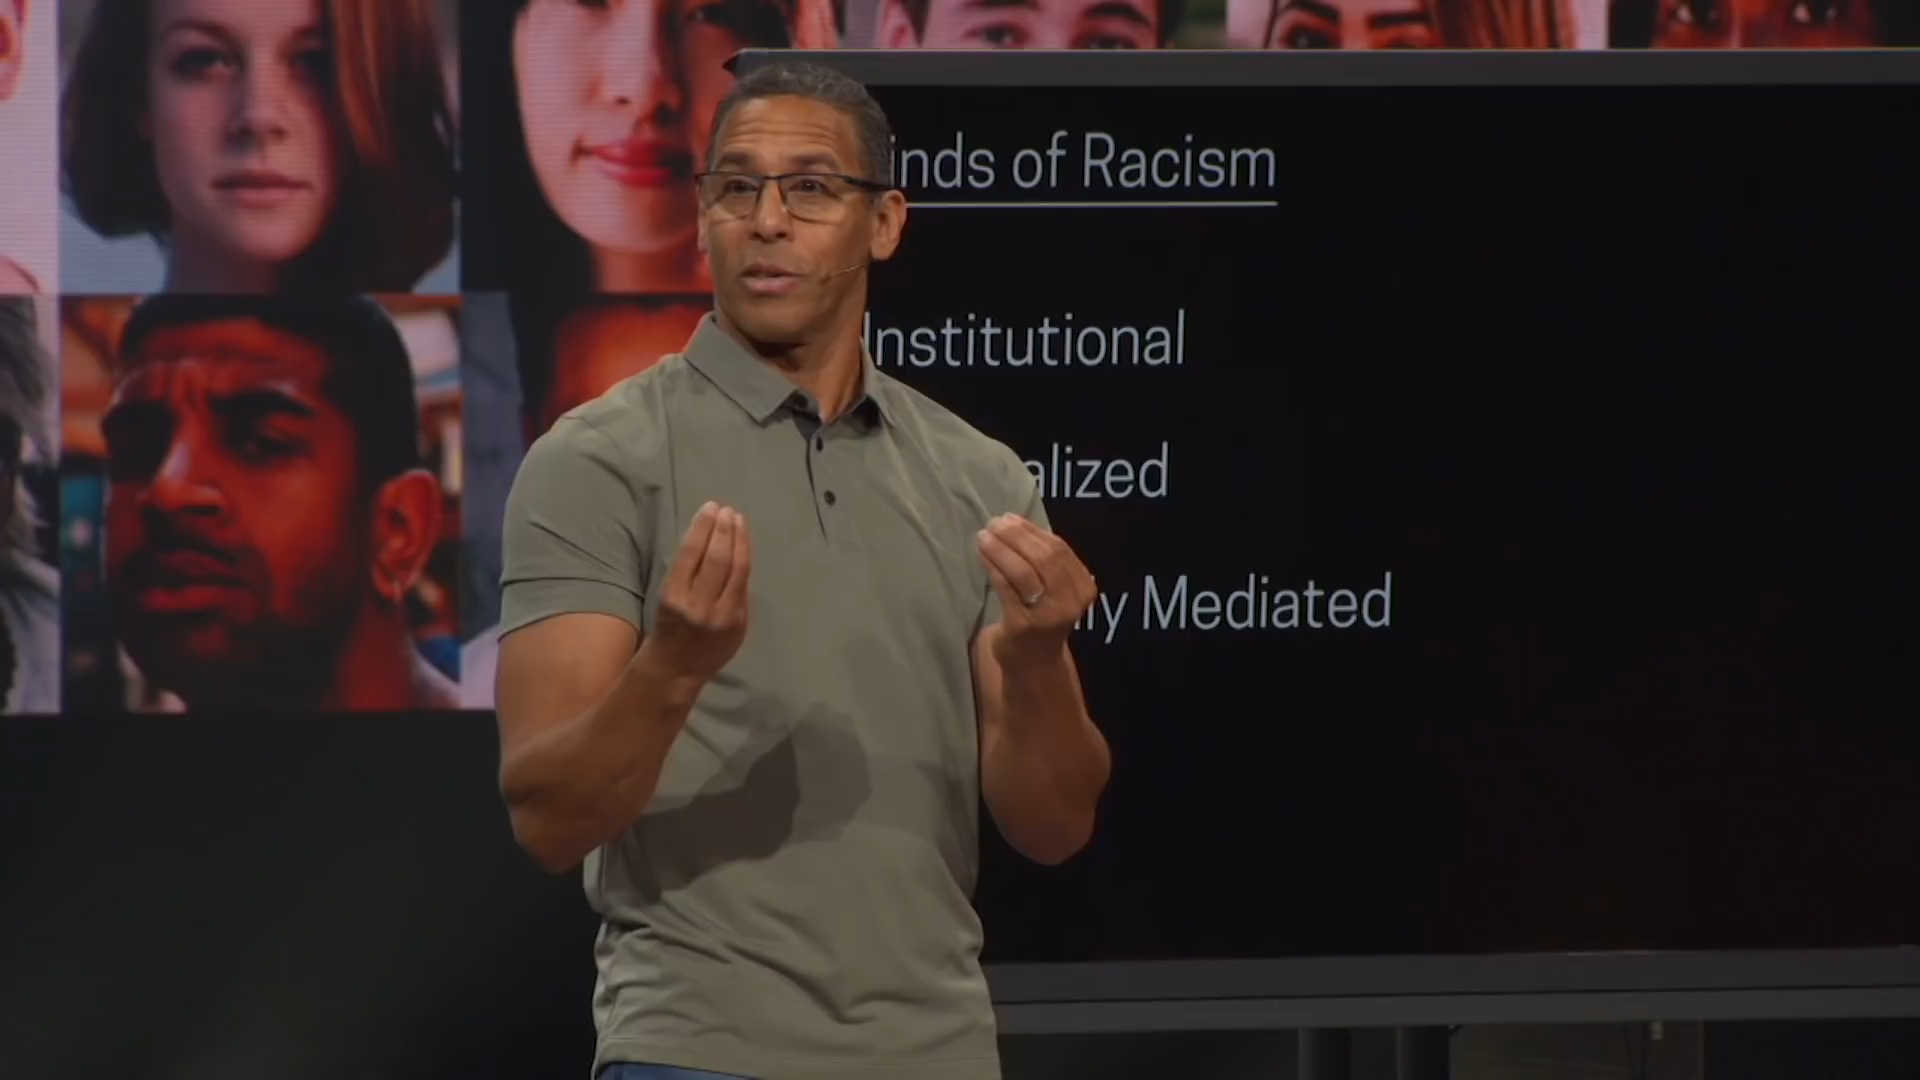 inds of Racism
Institutional
alized
ly Mediated